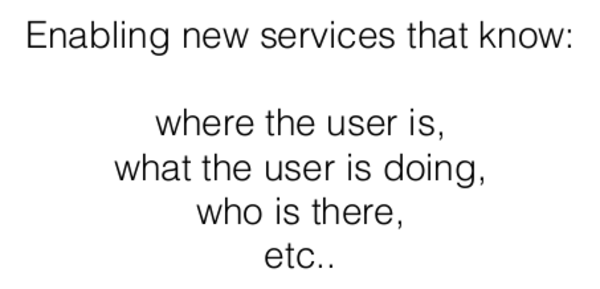 Enabling new services that know:
where the user is,
what the user is doing,
who is there,
etc..